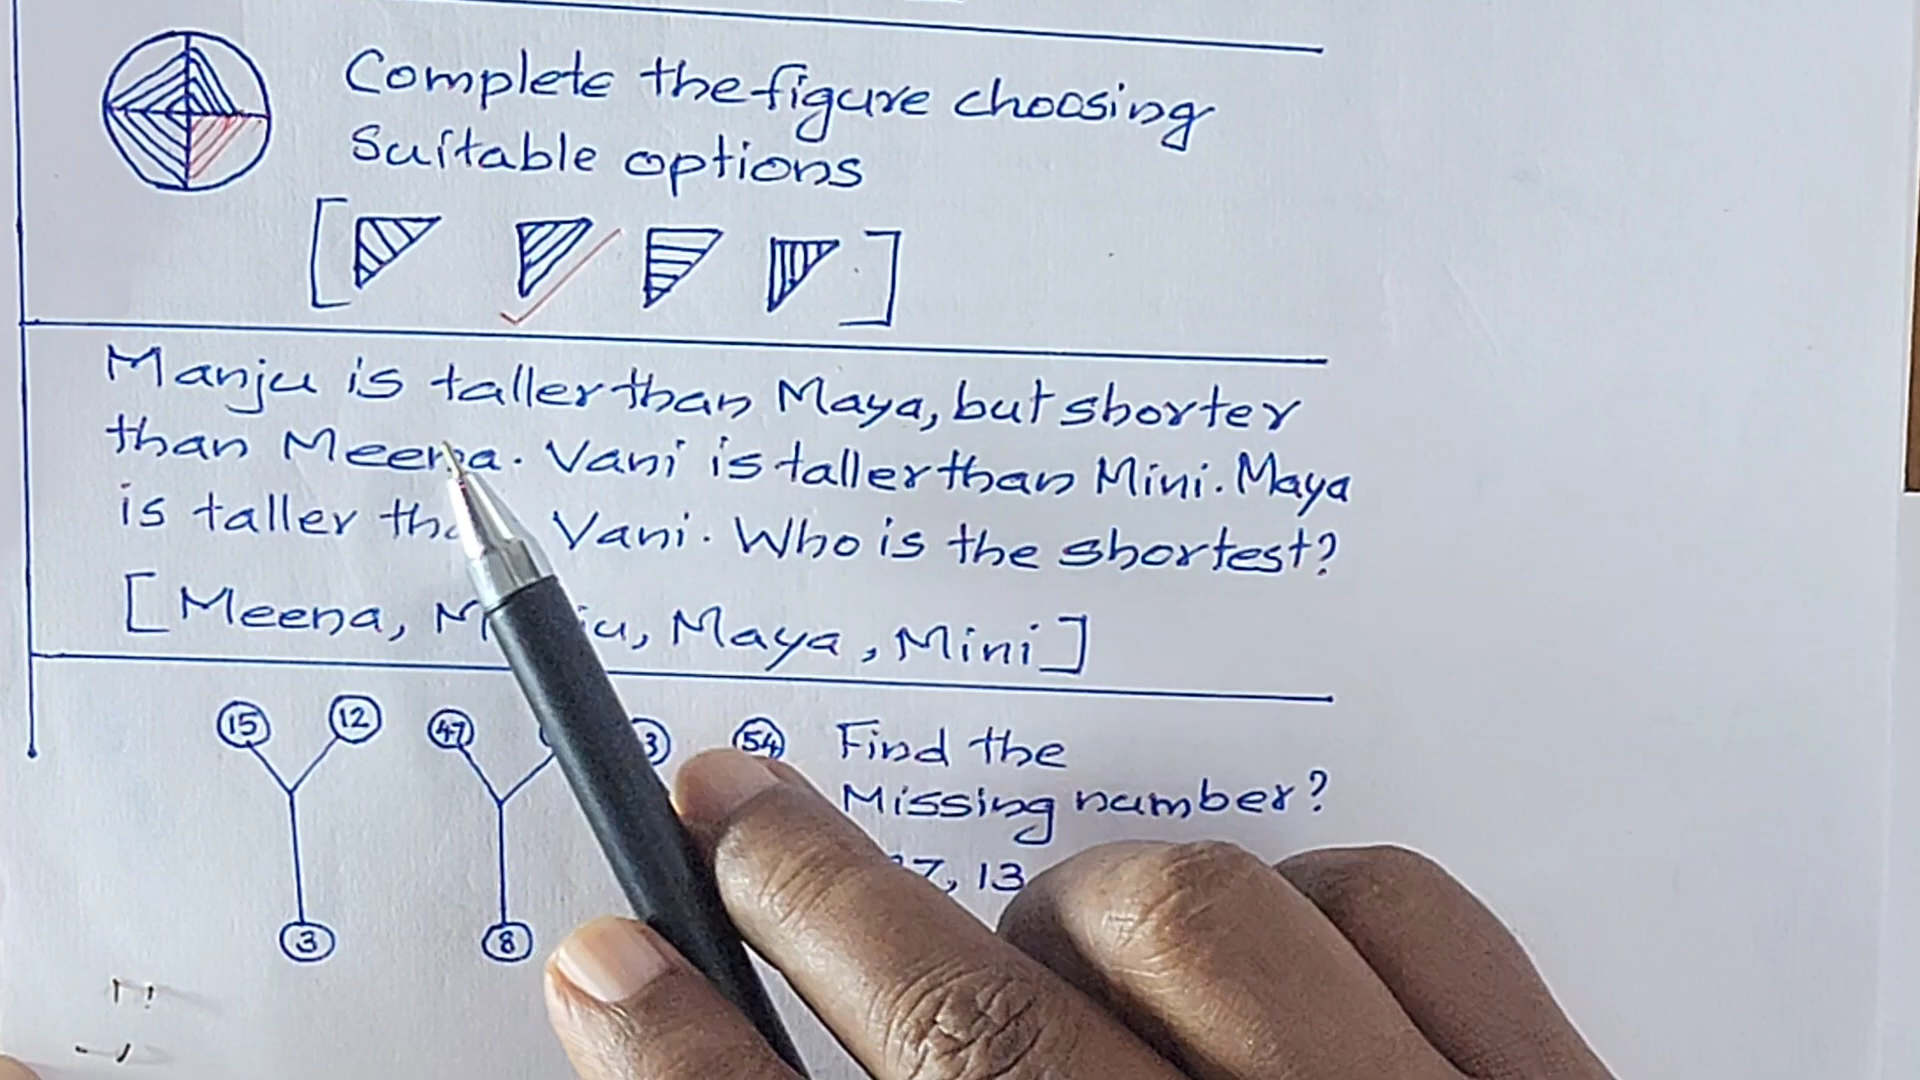 Complete the figure choosing
Suitable options
Manju is taller than Maya, but shorter
than Meena. Vani is taller than Mini. Maya
is taller Vani. Who is the shortest?
[Meena, Maya, Mini]
15 12 47 54
Find the
Missing number?
13
3 8